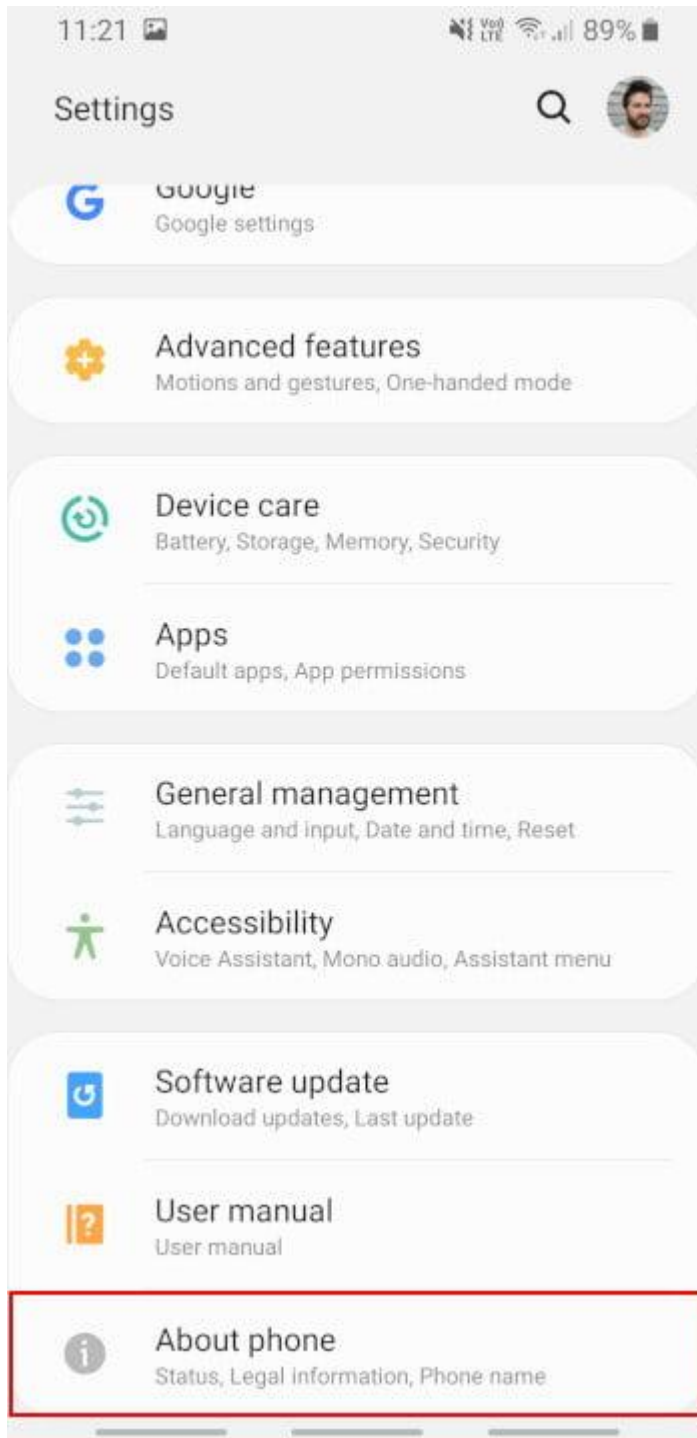 11:21
Vo))
LTE
89%
Settings
Google
Google settings
Advanced features
Motions and gestures, One-handed mode
Device care
Battery, Storage, Memory, Security
Apps
Default apps, App permissions
General management
Language and input, Date and time, Reset
Accessibility
Voice Assistant, Mono audio, Assistant menu
Software update
Download updates, Last update
User manual
User manual
About phone
Status, Legal information, Phone name